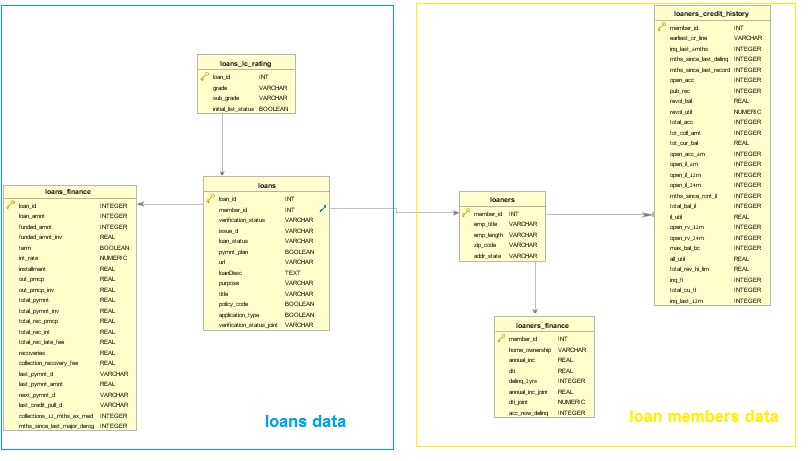 loans_lc_rating
loan_id INT
grade VARCHAR
sub_grade VARCHAR
initial_list_status BOOLEAN
loans_finance
loan_id INTEGER
loan_amnt INTEGER
funded_amnt INTEGER
funded_amnt_inv REAL
term BOOLEAN
int_rate NUMERIC
installment REAL
out_prncp REAL
out_prncp_inv REAL
total_pymnt REAL
total_pymnt_inv REAL
total_rec_prncp REAL
total_rec_int REAL
total_rec_late_fee REAL
recoveries REAL
collection_recovery_fee REAL
last_pymnt_d VARCHAR
last_pymnt_amnt REAL
next_pymnt_d VARCHAR
last_credit_pull_d VARCHAR
collections_12_mths_ex_med INTEGER
mths_since_last_major_derog INTEGER
loans
loan_id INT
member_id INT
verification_status VARCHAR
issue_d VARCHAR
loan_status VARCHAR
pymnt_plan BOOLEAN
url VARCHAR
loanDesc TEXT
purpose VARCHAR
title VARCHAR
policy_code BOOLEAN
application_type BOOLEAN
verification_status_joint VARCHAR
loans data
loaners
member_id INT
emp_title VARCHAR
emp_length VARCHAR
zip_code VARCHAR
addr_state VARCHAR
loaners_finance
member_id INT
home_ownership VARCHAR
annual_inc REAL
dti REAL
delinq_2yrs INTEGER
annual_inc_joint REAL
dti_joint NUMERIC
acc_now_delinq INTEGER
loaners_credit_history
member_id INT
earliest_cr_line VARCHAR
inq_last_6mths INTEGER
mths_since_last_delinq INTEGER
mths_since_last_record INTEGER
open_acc INTEGER
pub_rec INTEGER
revol_bal REAL
revol_util NUMERIC
total_acc INTEGER
tot_coll_amt INTEGER
tot_cur_bal REAL
open_acc_6m INTEGER
open_il_6m INTEGER
open_il_12m INTEGER
open_il_24m INTEGER
mths_since_rcnt_il INTEGER
total_bal_il INTEGER
il_util REAL
open_rv_12m INTEGER
open_rv_24m INTEGER
max_bal_bc INTEGER
all_util REAL
total_rev_hi_lim REAL
inq_fi INTEGER
total_cu_tl INTEGER
inq_last_12m INTEGER
loan members data